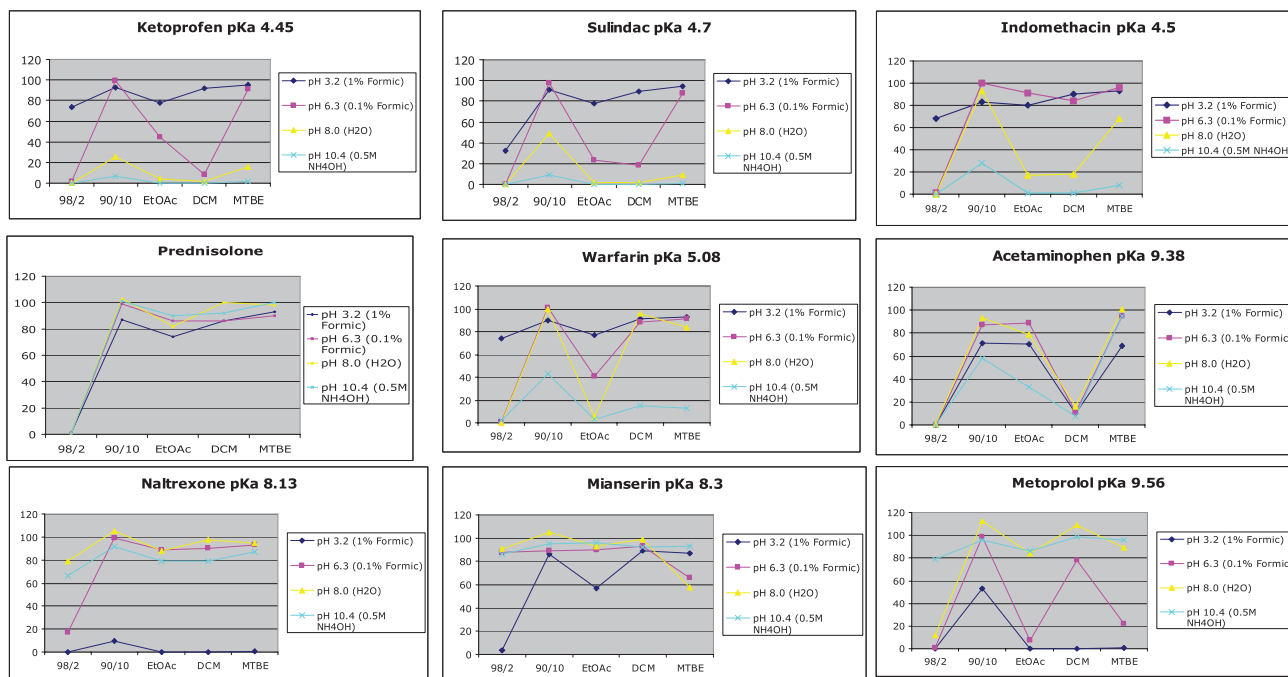 Ketoprofen pKa 4.45
120
100
80
60
40
20
0
98/2 90/10 EtOAc DCM MTBE
pH 3.2 (1% Formic)
pH 6.3 (0.1% Formic)
pH 8.0 (H2O)
pH 10.4 (0.5M
NH4OH)
Sulindac pKa 4.7
120
100
80
60
40
20
0
98/2 90/10 EtOAc DCM MTBE
pH 3.2 (1% Formic)
pH 6.3 (0.1% Formic)
pH 8.0 (H2O)
pH 10.4 (0.5M
NH4OH)
Indomethacin pKa 4.5
120
100
80
60
40
20
0
98/2 90/10 EtOAc DCM MTBE
pH 3.2 (1% Formic)
pH 6.3 (0.1% Formic)
pH 8.0 (H2O)
pH 10.4 (0.5M
NH4OH)
Prednisolone
120
100
80
60
40
20
0
98/2 90/10 EtOAc DCM MTBE
pH 3.2 (1%
Formic)
pH 6.3 (0.1%
Formic)
pH 8.0 (H2O)
pH 10.4 (0.5M
NH4OH)
Warfarin pKa 5.08
120
100
80
60
40
20
0
98/2 90/10 EtOAc DCM MTBE
pH 3.2 (1% Formic)
pH 6.3 (0.1% Formic)
pH 8.0 (H2O)
pH 10.4 (0.5M
NH4OH)
Acetaminophen pKa 9.38
120
100
80
60
40
20
0
98/2 90/10 EtOAc DCM MTBE
pH 3.2 (1% Formic)
pH 6.3 (0.1% Formic)
pH 8.0 (H2O)
pH 10.4 (0.5M
NH4OH)
Naltrexone pKa 8.13
120
100
80
60
40
20
0
98/2 90/10 EtOAc DCM MTBE
pH 3.2 (1% Formic)
pH 6.3 (0.1% Formic)
pH 8.0 (H2O)
pH 10.4 (0.5M
NH4OH)
Mianserin pKa 8.3
120
100
80
60
40
20
0
98/2 90/10 EtOAc DCM MTBE
pH 3.2 (1% Formic)
pH 6.3 (0.1% Formic)
pH 8.0 (H2O)
pH 10.4 (0.5M
NH4OH)
Metoprolol pKa 9.56
120
100
80
60
40
20
0
98/2 90/10 EtOAc DCM MTBE
pH 3.2 (1% Formic)
pH 6.3 (0.1% Formic)
pH 8.0 (H2O)
pH 10.4 (0.5M
NH4OH)